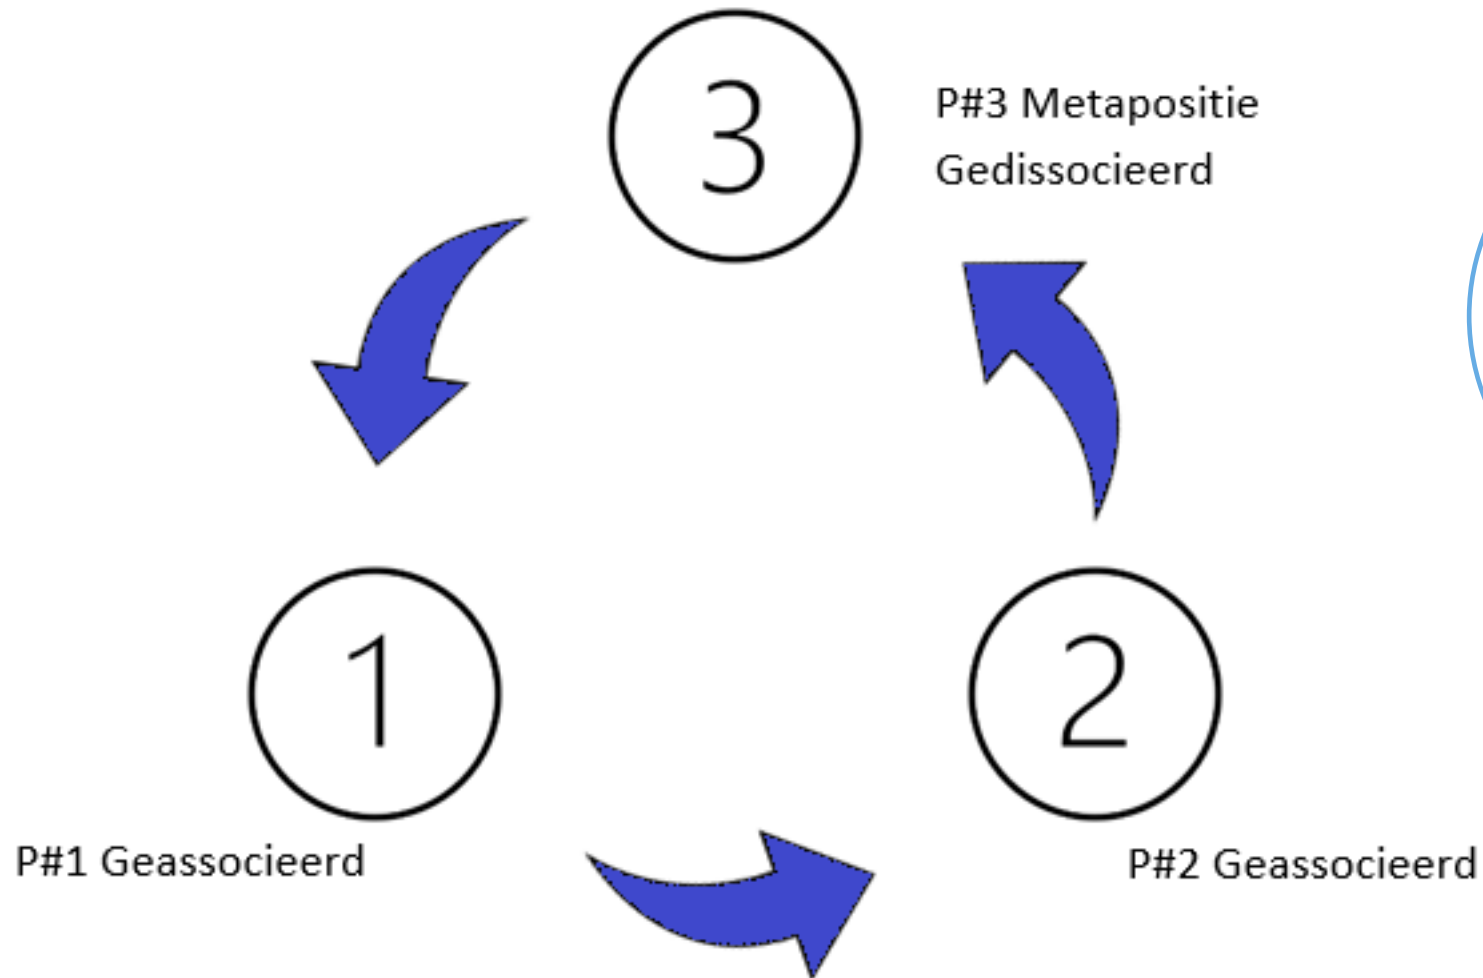 3
P#3 Metapositie
Gedissocieerd
1
2
P#1 Geassocieerd
P#2 Geassocieerd